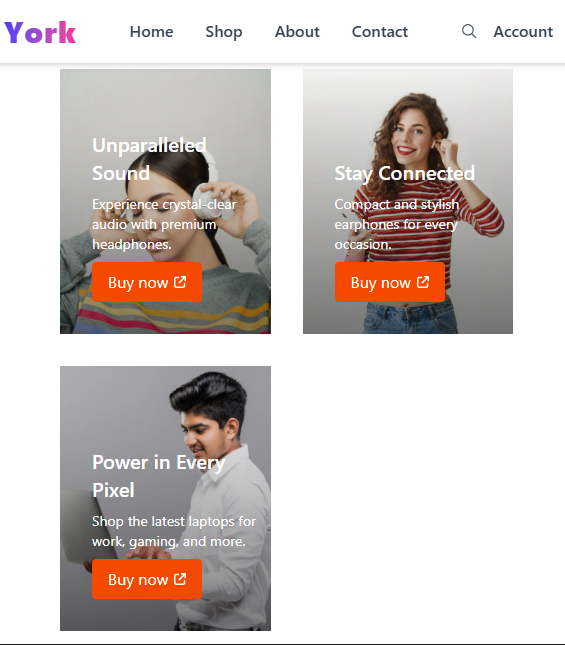 York
Home Shop About Contact Account
Unparalleled
Sound
Experience crystal-clear
audio with premium
headphones.
Buy now
Stay Connected
Compact and stylish
earphones for every
occasion.
Buy now
Power in Every
Pixel
Shop the latest laptops for
work, gaming, and more.
Buy now